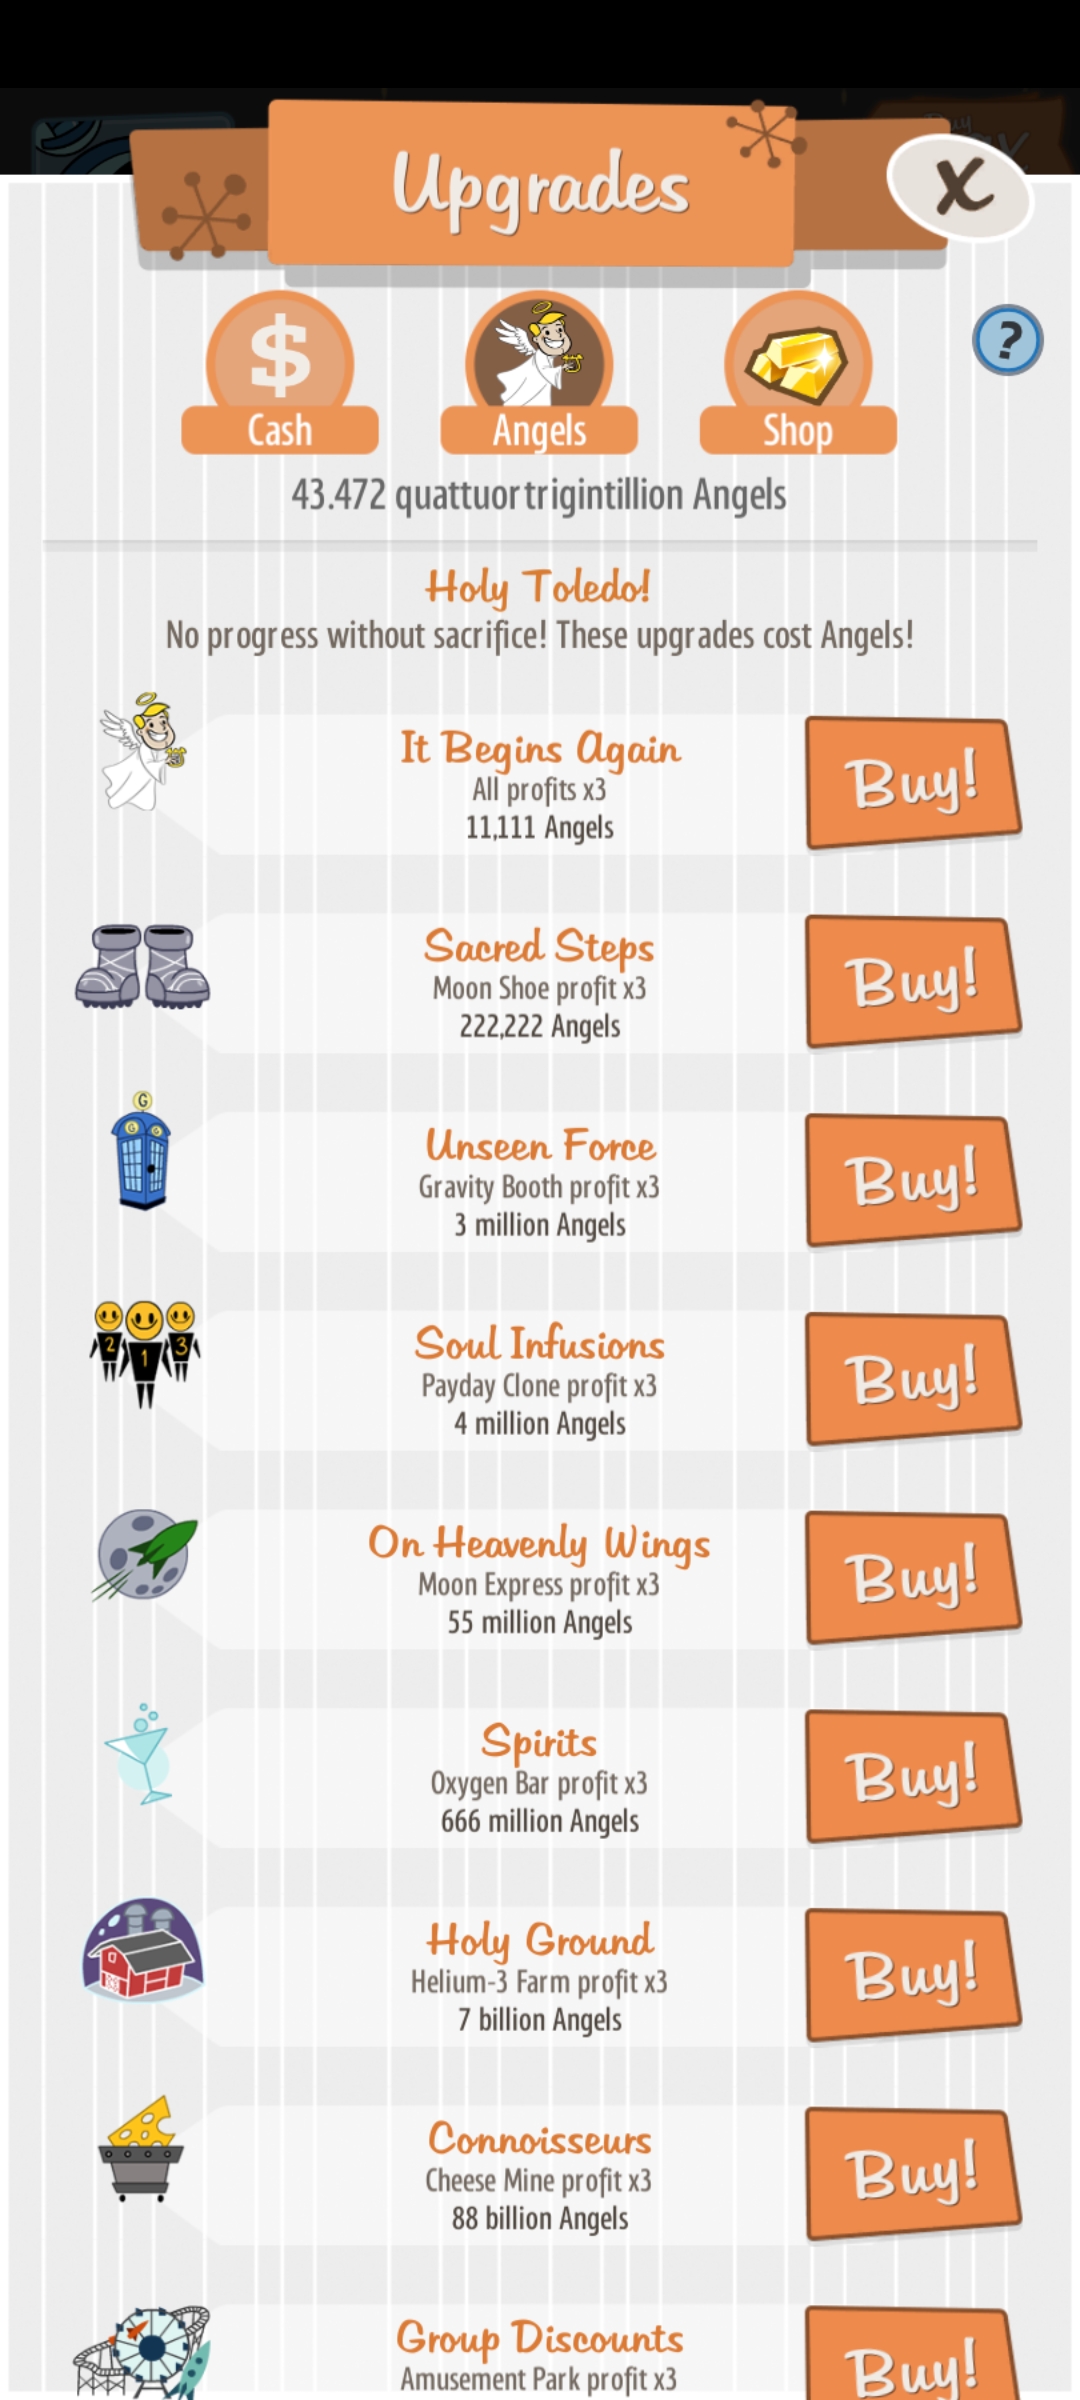 Upgrades
X
$
?
Cash
Angels
Shop
43.472 quattuortrigintillion Angels
Holy Toledo!
No progress without sacrifice! These upgrades cost Angels!
It Begins Again
All profits x3
11,111 Angels
Buy!
Sacred Steps
Moon Shoe profit x3
222,222 Angels
Buy!
G
G G
Unseen Force
Gravity Booth profit x3
3 million Angels
Buy!
2 1 3
Soul Infusions
Payday Clone profit x3
4 million Angels
Buy!
On Heavenly Wings
Moon Express profit x3
55 million Angels
Buy!
Spirits
Oxygen Bar profit x3
666 million Angels
Buy!
Holy Ground
Helium-3 Farm profit x3
7 billion Angels
Buy!
Connoisseurs
Cheese Mine profit x3
88 billion Angels
Buy!
Group Discounts
Amusement Park profit x3
Buy!